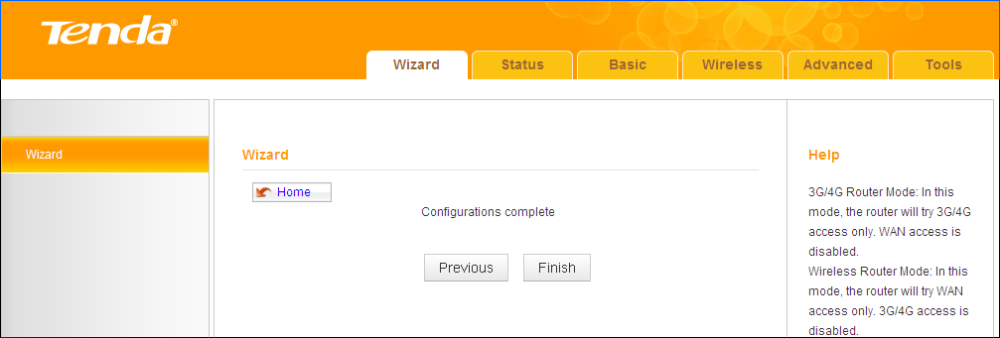 Tenda®
Wizard
Status
Basic
Wireless
Advanced
Tools
Wizard
Wizard
Home
Configurations complete
Previous
Finish
Help
3G/4G Router Mode: In this
mode, the router will try 3G/4G
access only. WAN access is
disabled.
Wireless Router Mode: In this
mode, the router will try WAN
access only. 3G/4G access is
disabled.